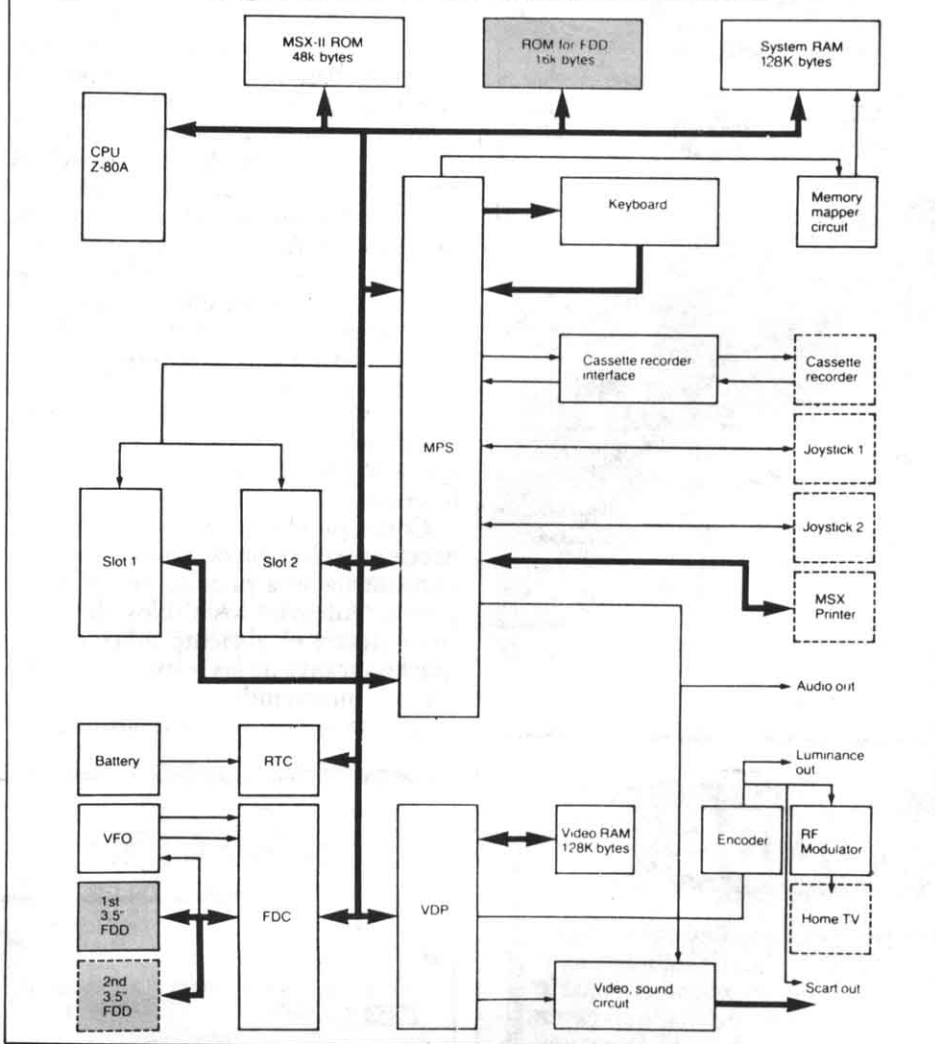 MSX-II ROM
48k bytes
ROM for FDD
16k bytes
System RAM
128K bytes
CPU
Z-80A
Keyboard
Memory
mapper
circuit
Cassette recorder
interface
Cassette
recorder
MPS
Joystick 1
Joystick 2
Slot 1
Slot 2
MSX
Printer
Audio out
Battery
RTC
Luminance
out
VFO
Video RAM
128K bytes
Encoder
RF
Modulator
1st
3.5"
FDD
FDC
VDP
Home TV
2nd
3.5"
FDD
Video, sound
circuit
Scart out